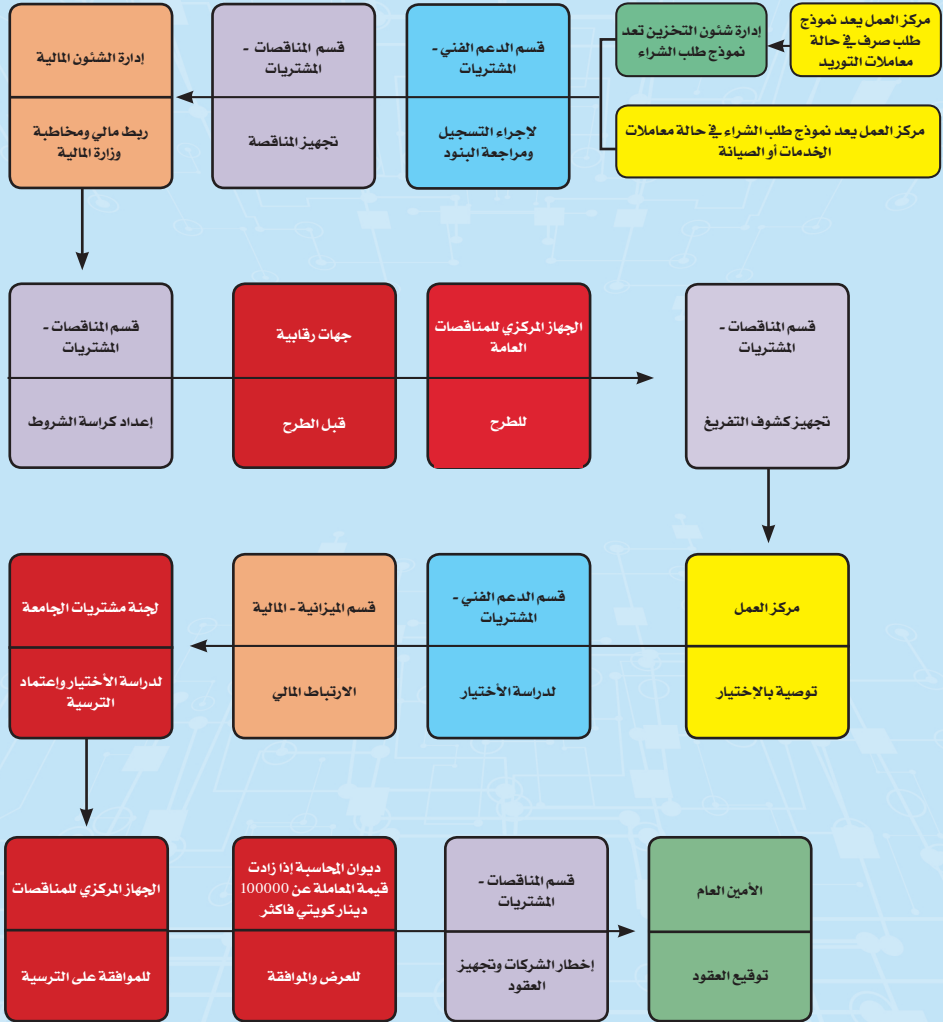 مركز العمل يعد نموذج
طلب صرف في حالة
معاملات التوريد
إدارة شئون التخزين تعد
نموذج طلب الشراء
مركز العمل يعد نموذج طلب الشراء في حالة معاملات
الخدمات أو الصيانة
قسم الدعم الفني -
المشتريات
لإجراء التسجيل
ومراجعة البنود
قسم المناقصات -
المشتريات
تجهيز المناقصة
إدارة الشئون المالية
ربط مالي ومخاطبة
وزارة المالية
قسم المناقصات -
المشتريات
إعداد كراسة الشروط
جهات رقابية
قبل الطرح
الجهاز المركزي للمناقصات
العامة
للطرح
قسم المناقصات -
المشتريات
تجهيز كشوف التفريغ
مركز العمل
توصية بالإختيار
قسم الدعم الفني -
المشتريات
لدراسة الأختيار
قسم الميزانية - المالية
الارتباط المالي
لجنة مشتريات الجامعة
لدراسة الأختيار وإعتماد
الترسية
الجهاز المركزي للمناقصات
للموافقة على الترسية
ديوان المحاسبة إذا زادت
قيمة المعاملة عن 100000
دينار كويتي فاكثر
للعرض والموافقة
قسم المناقصات -
المشتريات
إخطار الشركات وتجهيز
العقود
الأمين العام
توقيع العقود